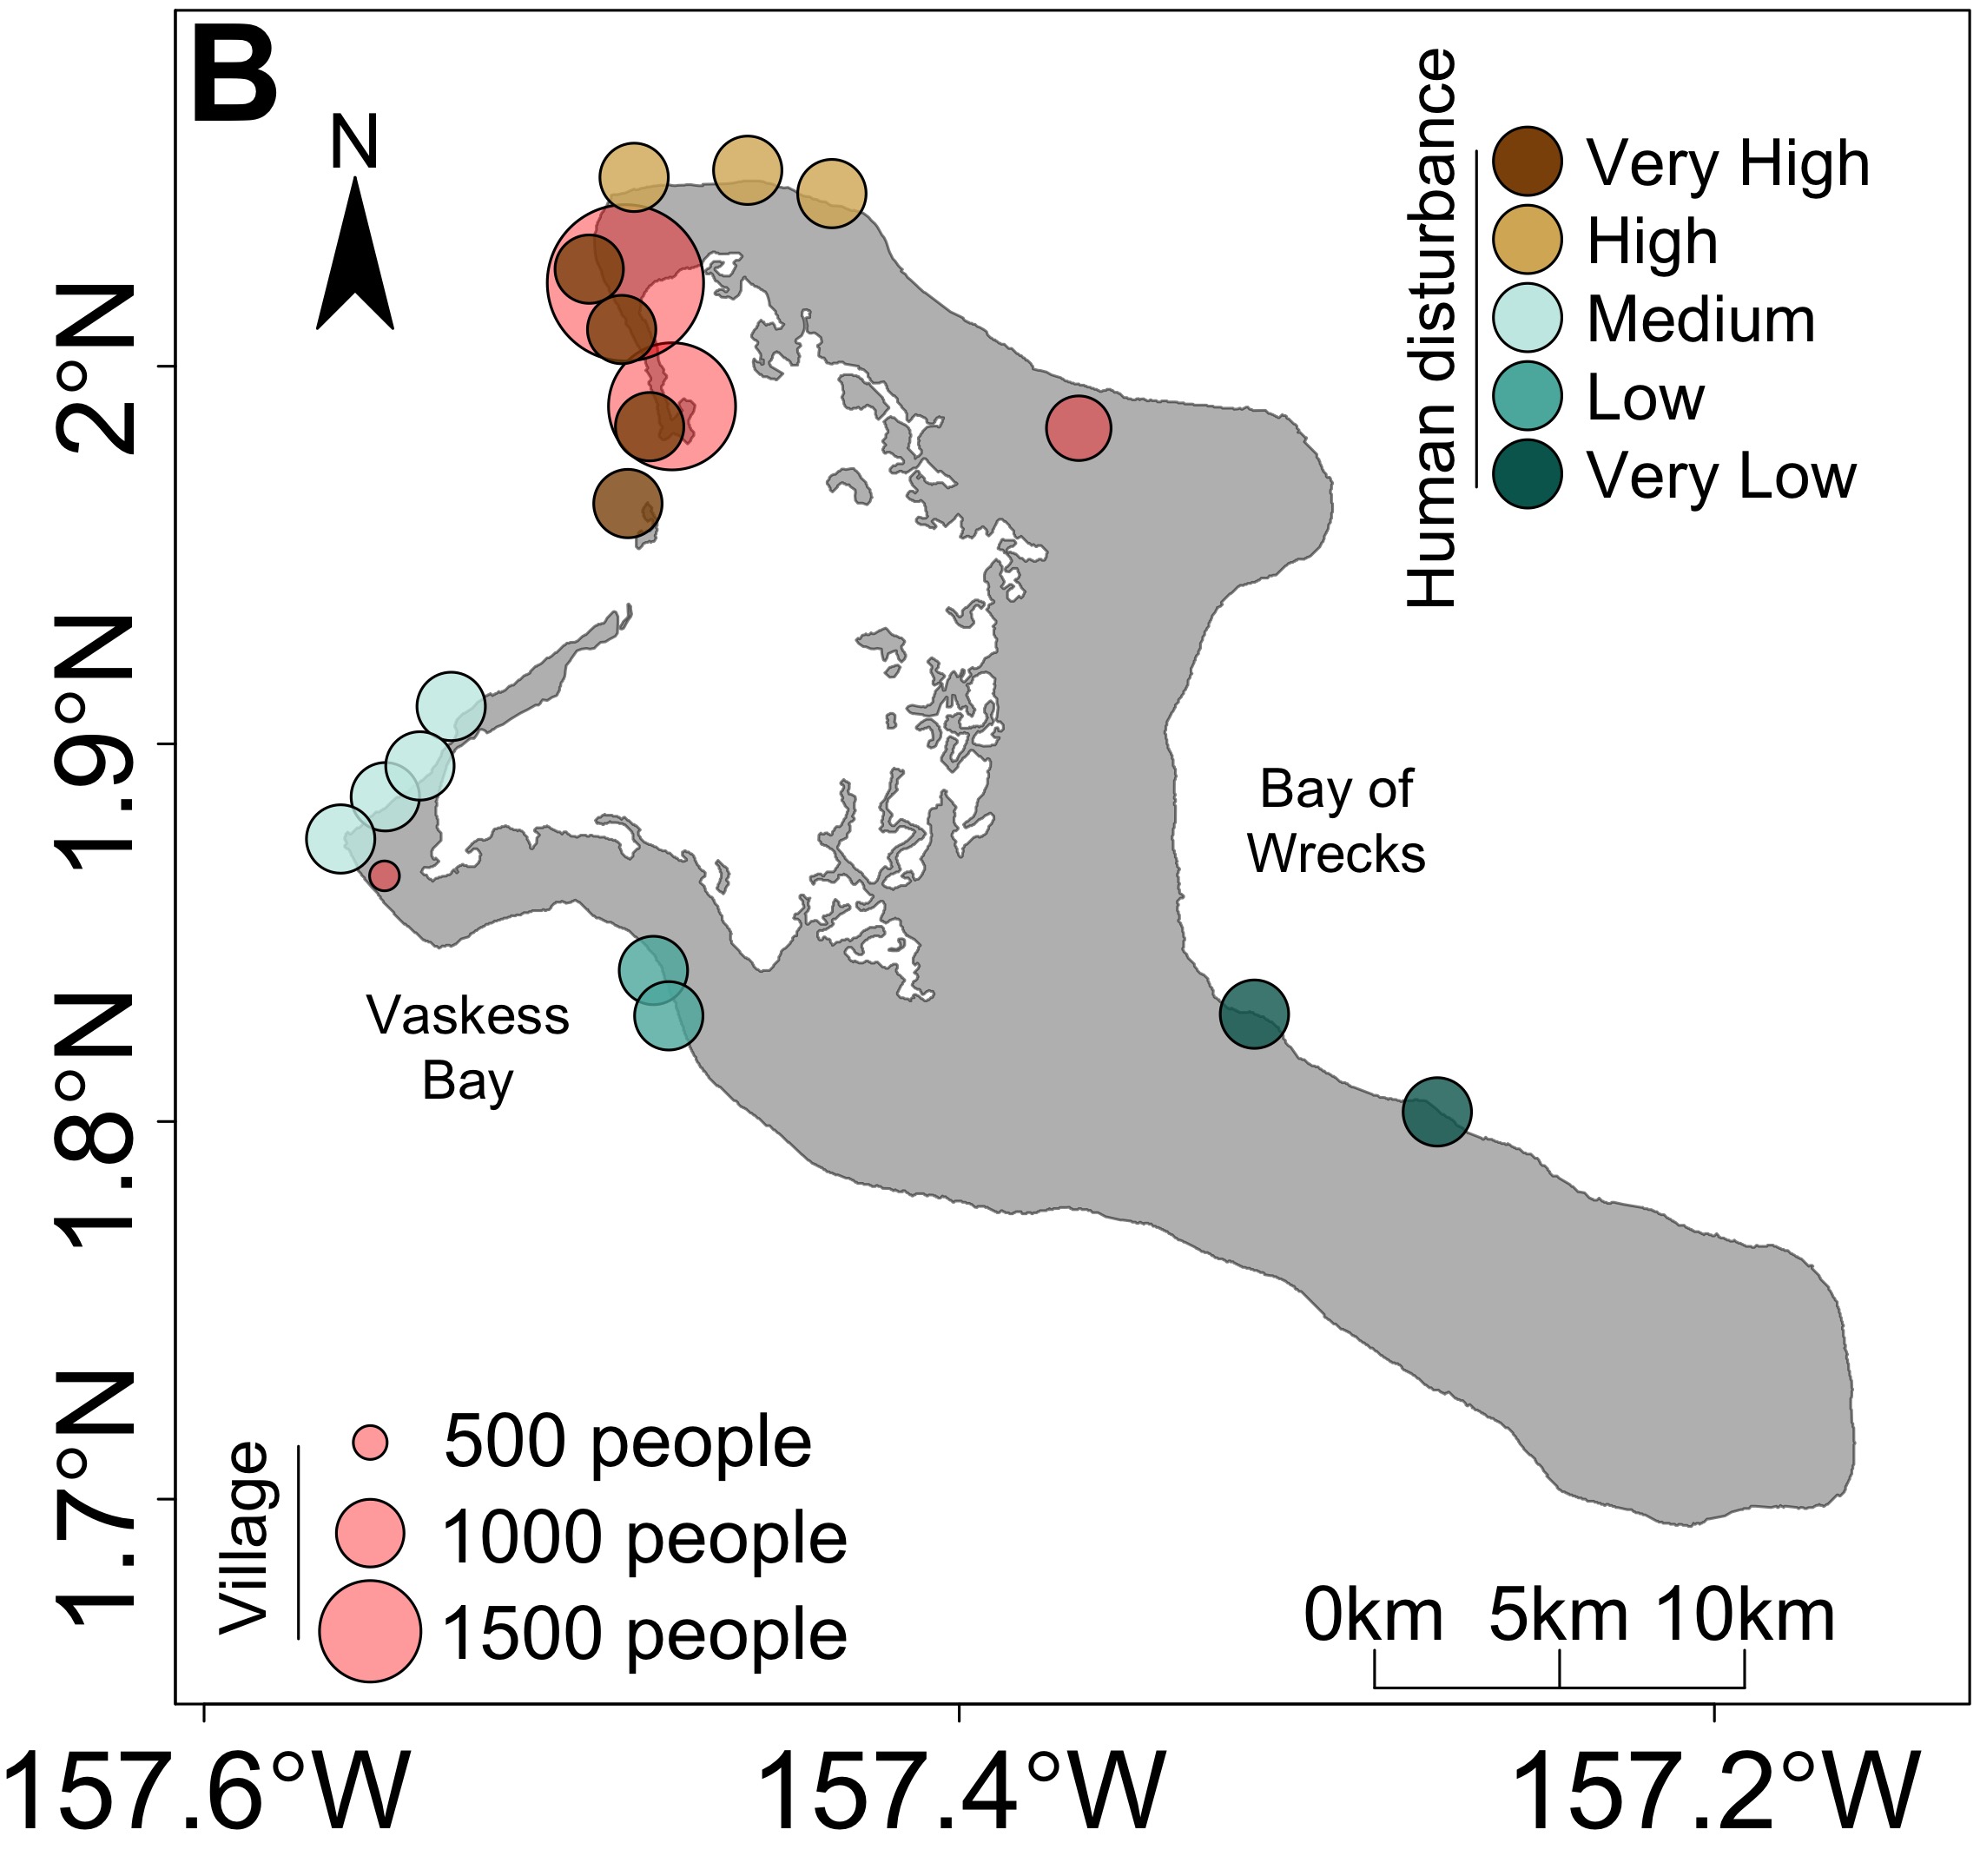 B
N
Human disturbance
Very High
High
Medium
Low
Very Low
2°N
1.9°N
1.8°N
1.7°N
Bay of
Wrecks
Vaskess
Bay
Village
500 people
1000 people
1500 people
0km 5km 10km
157.6°W 157.4°W 157.2°W